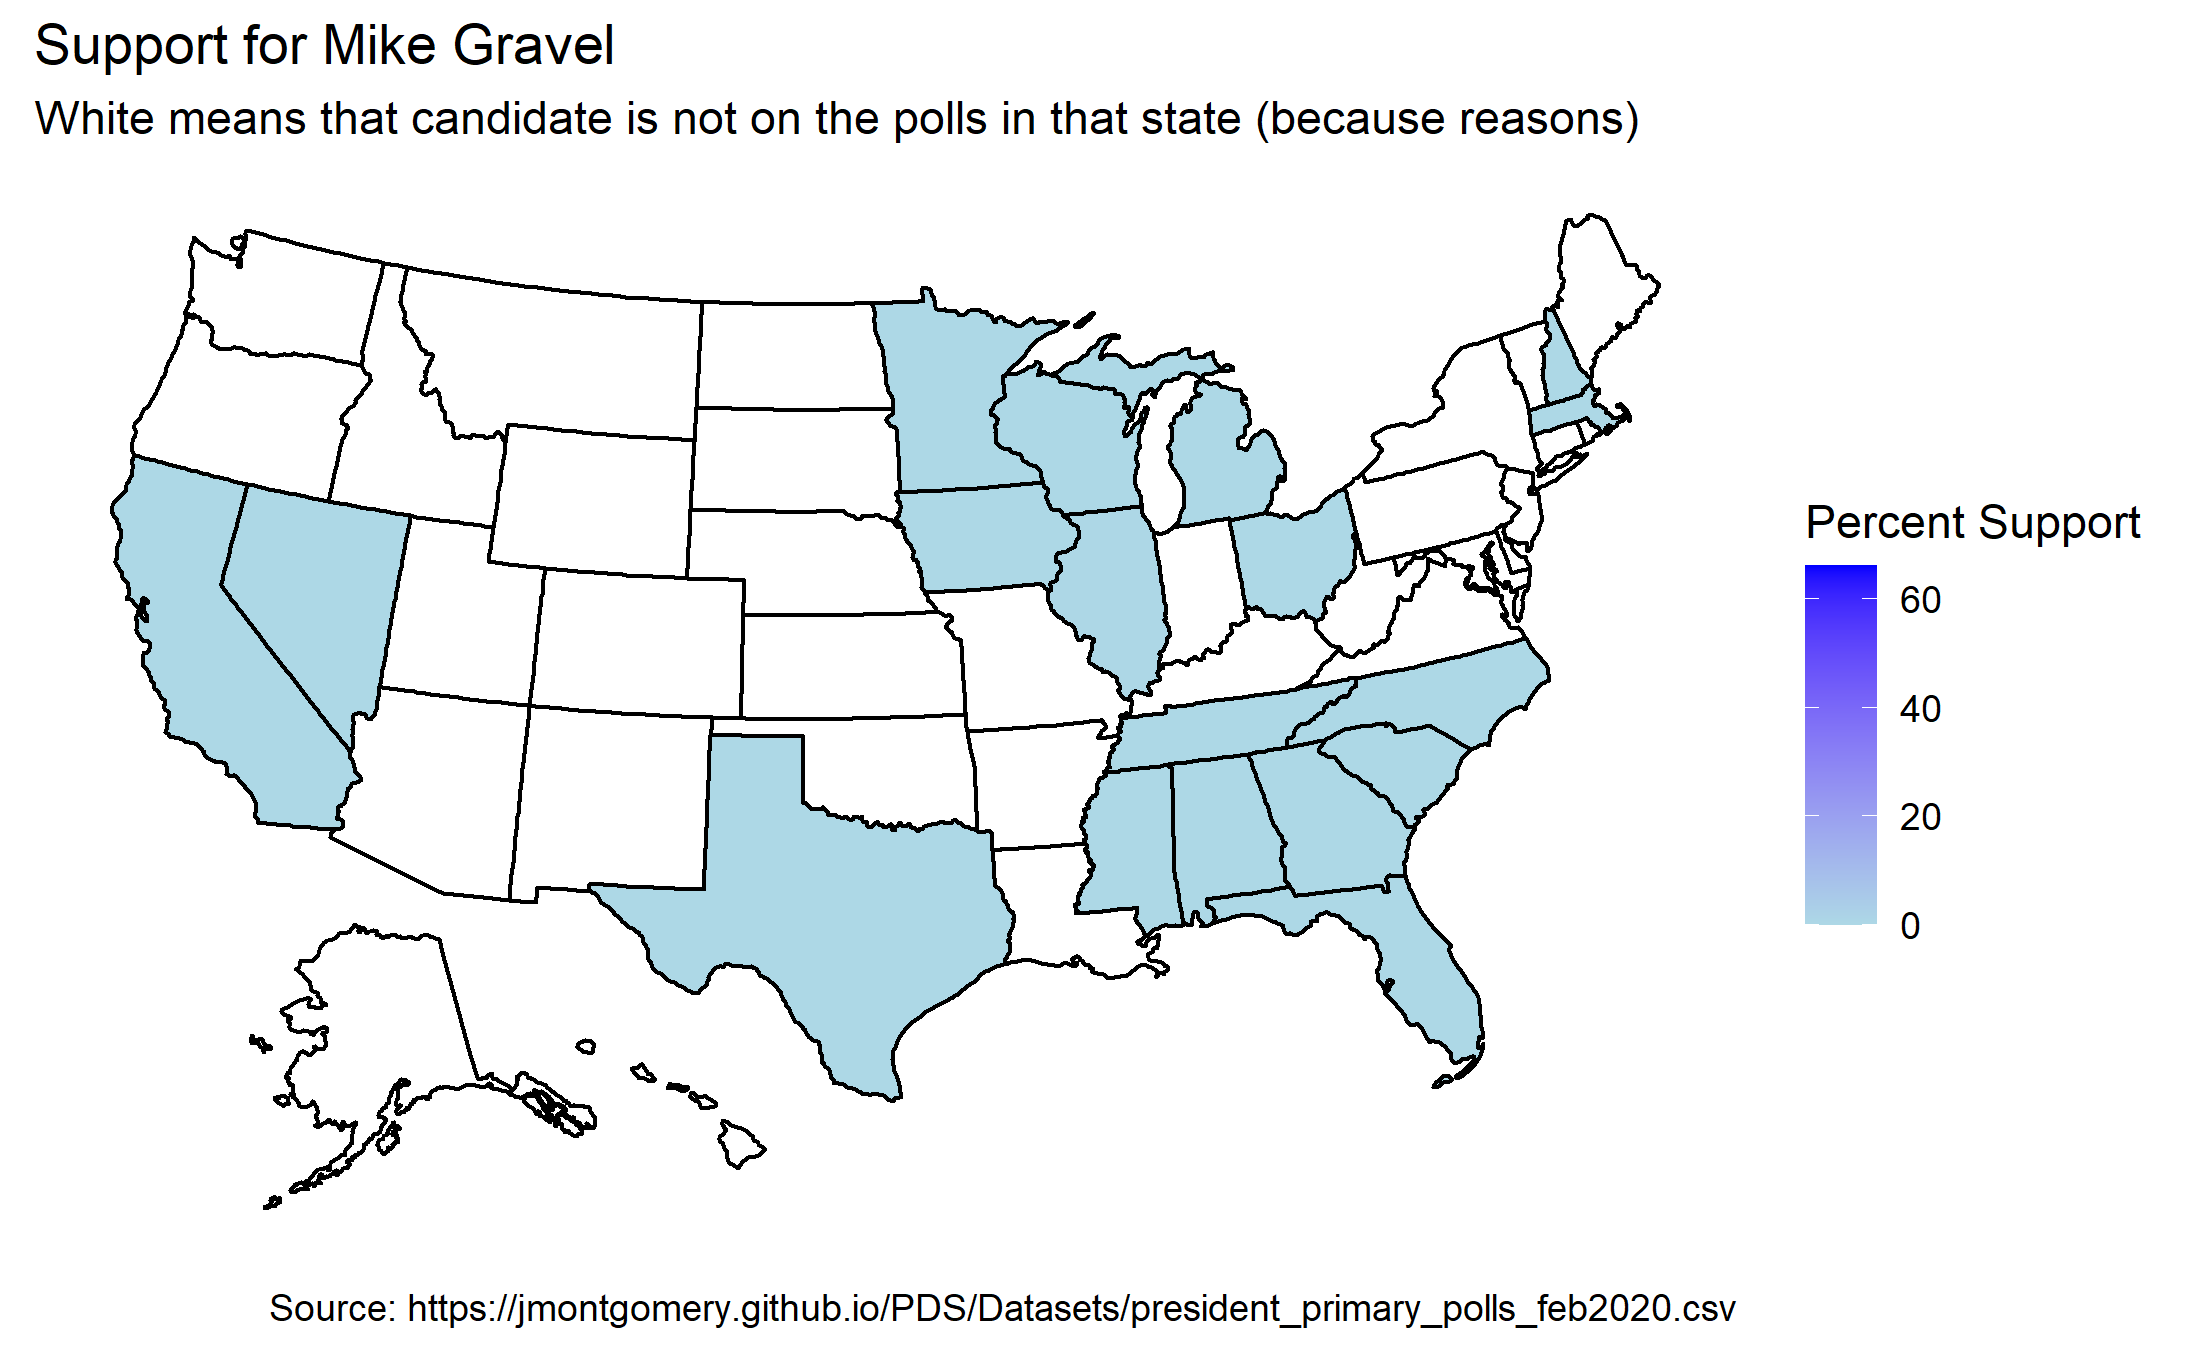 Support for Mike Gravel
White means that candidate is not on the polls in that state (because reasons)
Percent Support
60
40
20
0
Source: https://jmontgomery.github.io/PDS/Datasets/president_primary_polls_feb2020.csv